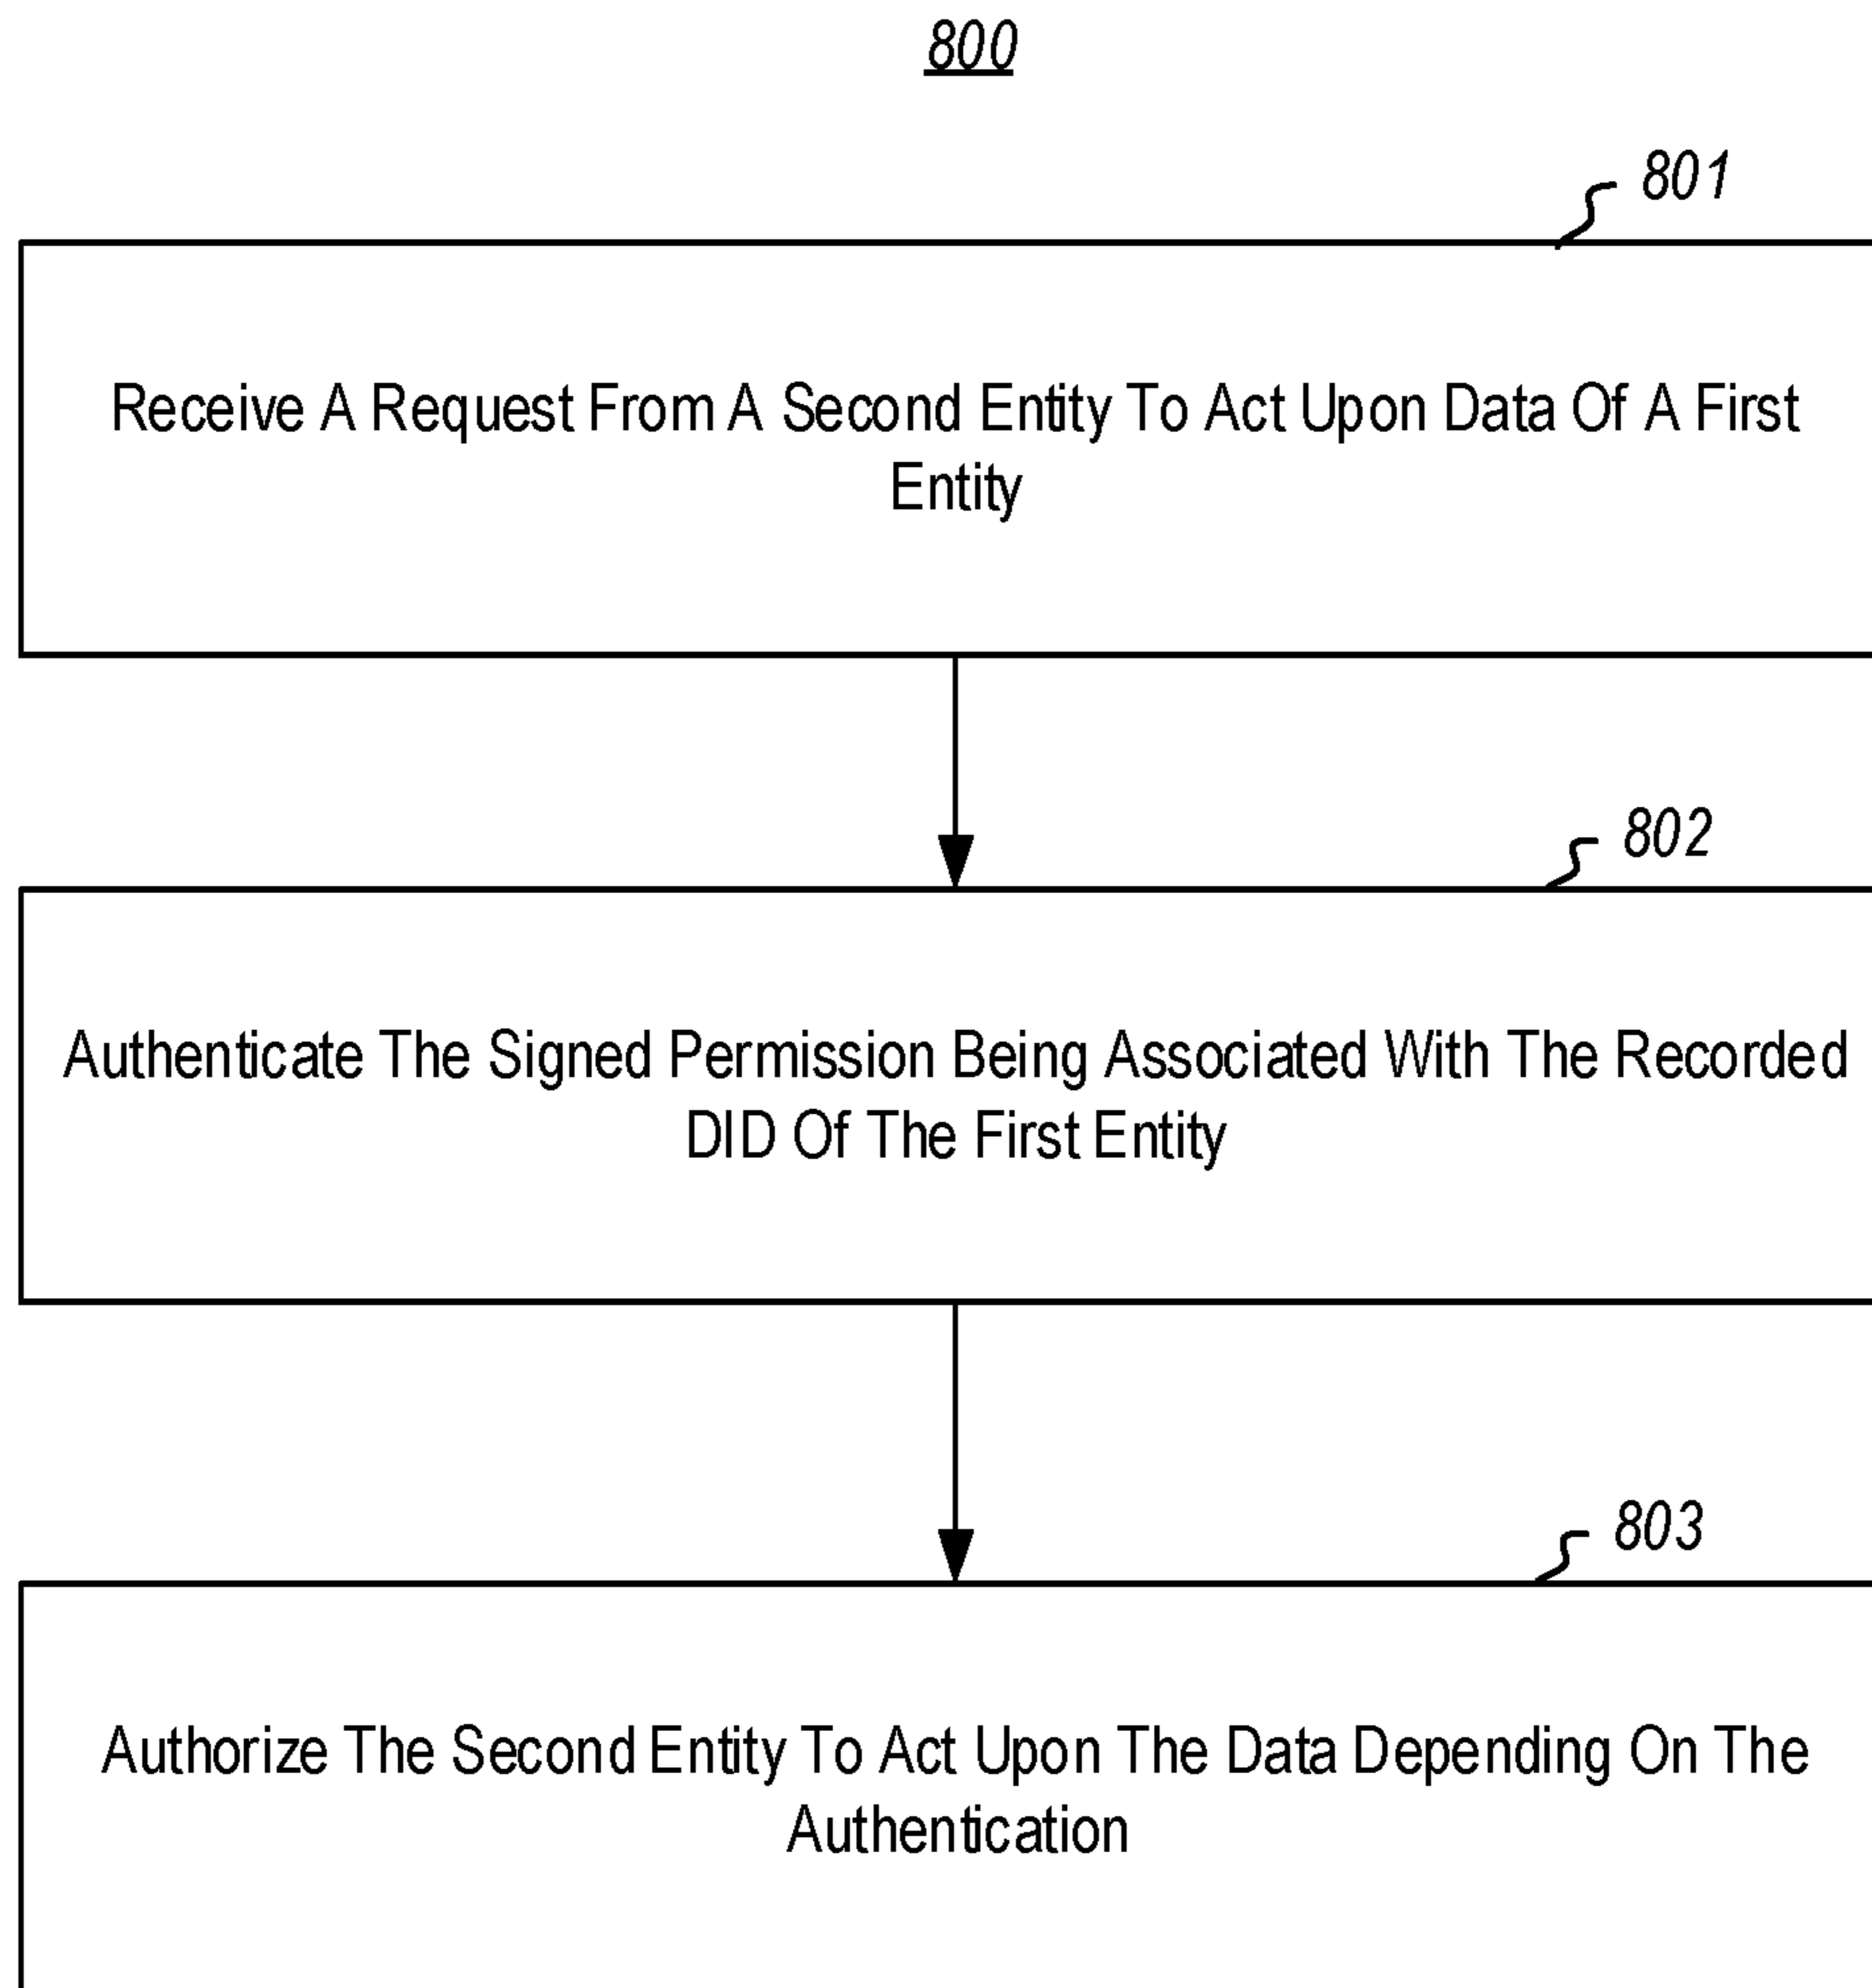 800
801
Receive A Request From A Second Entity To Act Upon Data Of A First
Entity
802
Authenticate The Signed Permission Being Associated With The Recorded
DID Of The First Entity
803
Authorize The Second Entity To Act Upon The Data Depending On The
Authentication